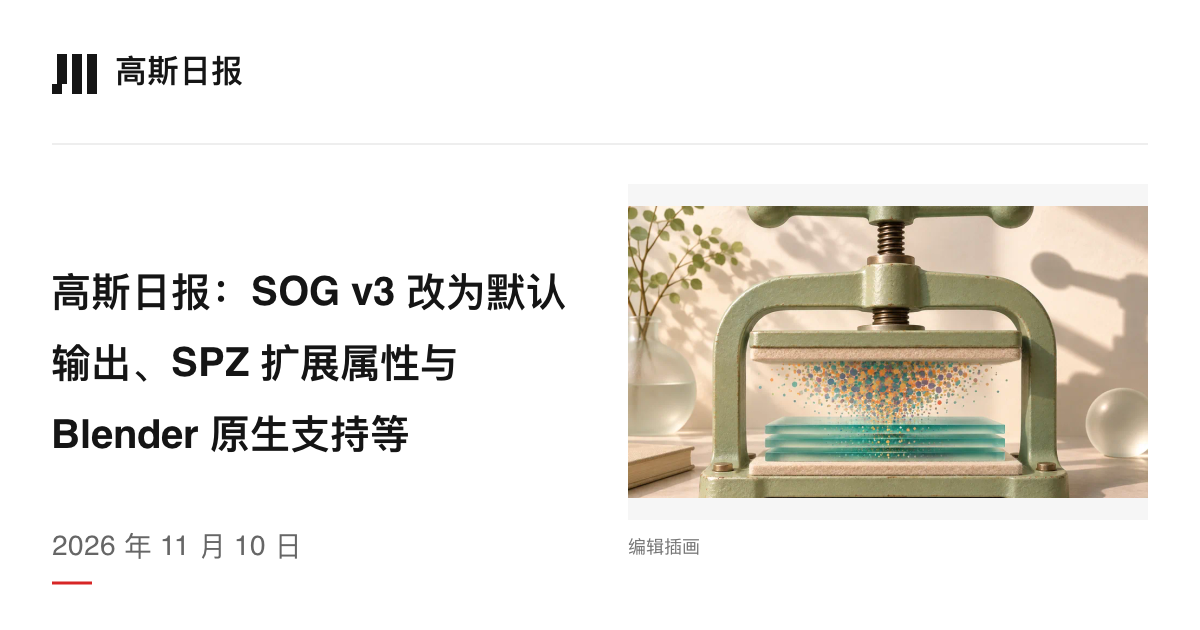 高斯日报
高斯日报：SOG v3 改为默认
输出、SPZ 扩展属性与
Blender 原生支持等
2026 年 11 月 10 日
编辑插画